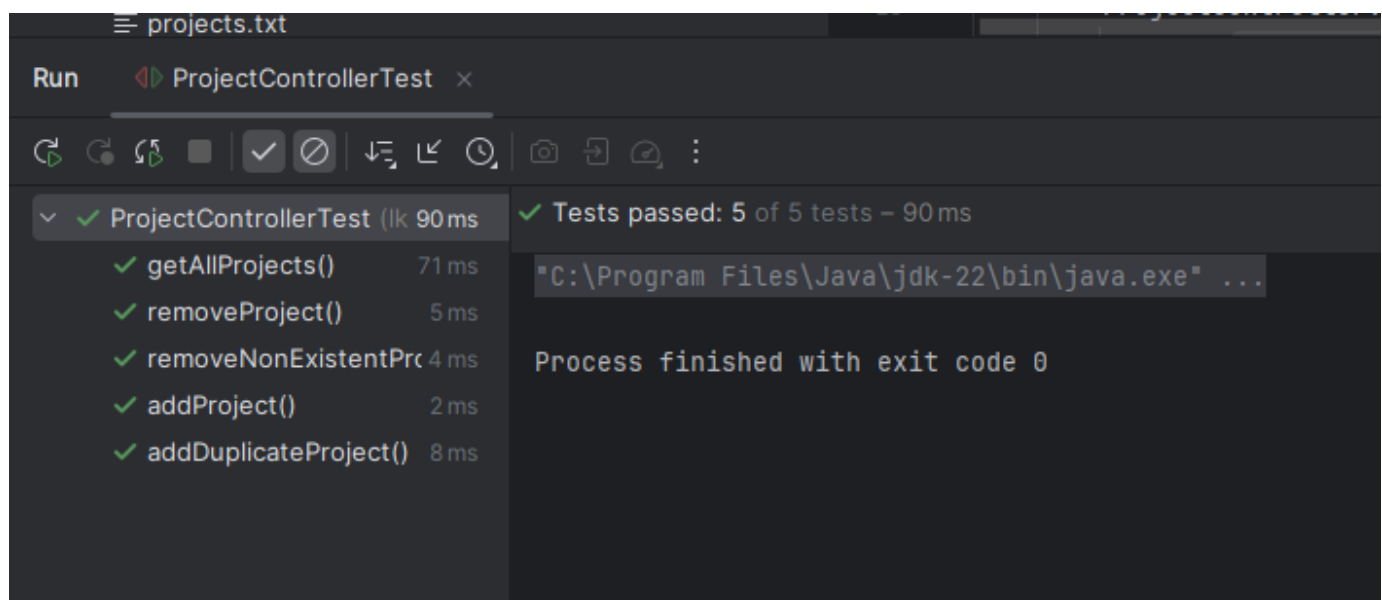 projects.txt
Run ProjectControllerTest
ProjectControllerTest (lk 90 ms
getAllProjects() 71 ms
removeProject() 5 ms
removeNonExistentPrc 4 ms
addProject() 2 ms
addDuplicateProject() 8 ms
Tests passed: 5 of 5 tests – 90 ms
"C:\Program Files\Java\jdk-22\bin\java.exe" ...
Process finished with exit code 0